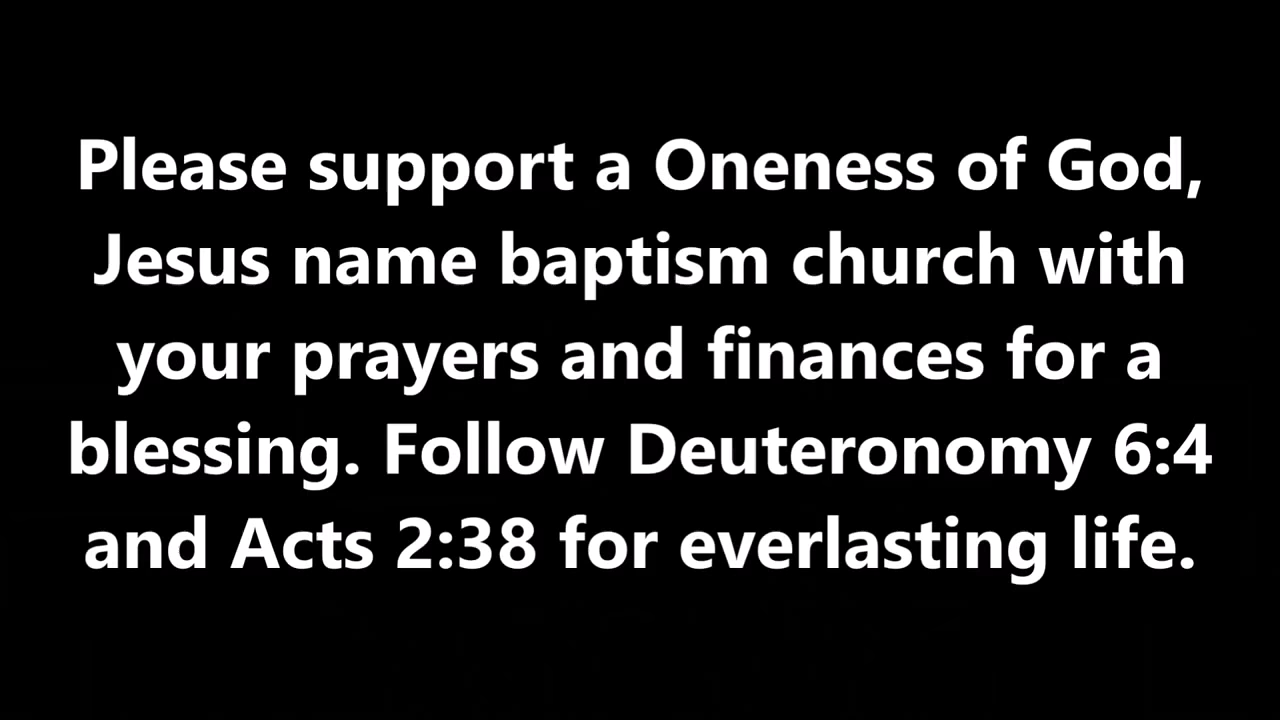 Please support a Oneness of God,
Jesus name baptism church with
your prayers and finances for a
blessing. Follow Deuteronomy 6:4
and Acts 2:38 for everlasting life.